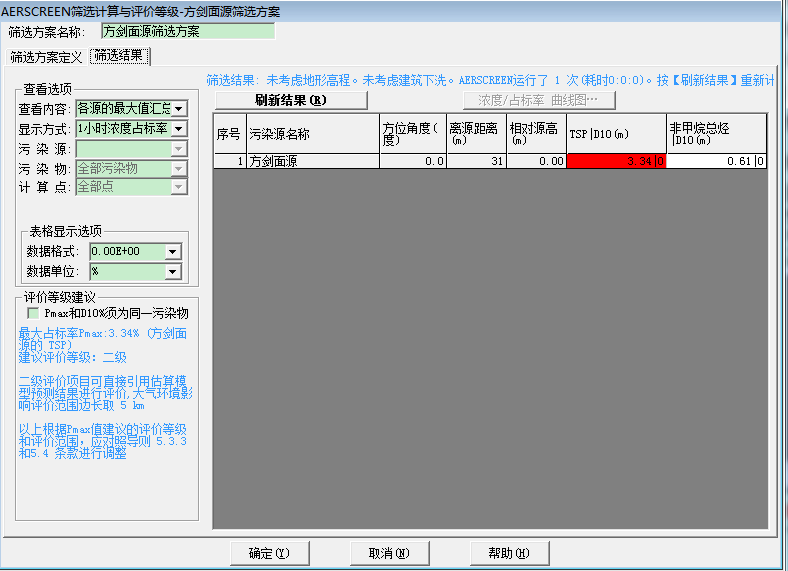 AERSCREEN筛选计算与评价等级-方剑面源筛选方案
筛选方案名称: 方剑面源筛选方案
筛选方案定义 筛选结果
查看选项
查看内容: 各源的最大值汇总
显示方式: 1小时浓度占标率
污 染 源:
污 染 物: 全部污染物
计 算 点: 全部点
表格显示选项
数据格式: 0.00E+00
数据单位: %
评价等级建议
Pmax和D10%须为同一污染物
最大占标率Pmax:3.34% (方剑面
源的 TSP)
建议评价等级: 二级
二级评价项目可直接引用估算模
型预测结果进行评价,大气环境影
响评价范围边长取 5 km
以上根据Pmax值建议的评价等级
和评价范围,应对照导则 5.3.3
和5.4 条款进行调整
筛选结果: 未考虑地形高程。未考虑建筑下洗。AERSCREEN运行了 1 次(耗时0:0:0)。按【刷新结果】重新计
刷新结果(R) 浓度/占标率 曲线图…
序号 污染源名称 方位角度(度) 离源距离(m) 相对源高(m) TSP|D10(m) 非甲烷总烃|D10(m)
1 方剑面源 0.0 31 0.00 3.34|0 0.61|0
确定(Y) 取消(N) 帮助(H)